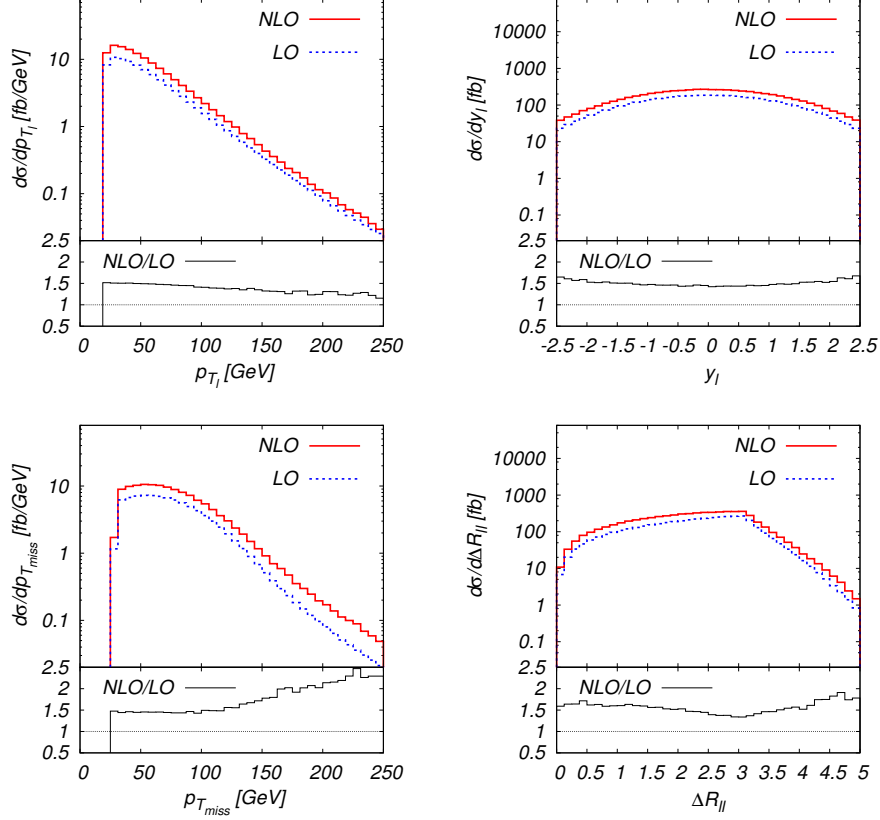 NLO
LO
dσ/dp_{T_l} [fb/GeV]
10
1
0.1
2.5
NLO/LO
2
1.5
1
0.5
0 50 100 150 200 250
p_{T_l} [GeV]
NLO
LO
dσ/dy_l [fb]
10000
1000
100
10
1
0.1
2.5
NLO/LO
2
1.5
1
0.5
-2.5 -2 -1.5 -1 -0.5 0 0.5 1 1.5 2 2.5
y_l
NLO
LO
dσ/dp_{T_{miss}} [fb/GeV]
10
1
0.1
2.5
NLO/LO
2
1.5
1
0.5
0 50 100 150 200 250
p_{T_{miss}} [GeV]
NLO
LO
dσ/dΔR_{ll} [fb]
10000
1000
100
10
1
0.1
2.5
NLO/LO
2
1.5
1
0.5
0 0.5 1 1.5 2 2.5 3 3.5 4 4.5 5
ΔR_{ll}